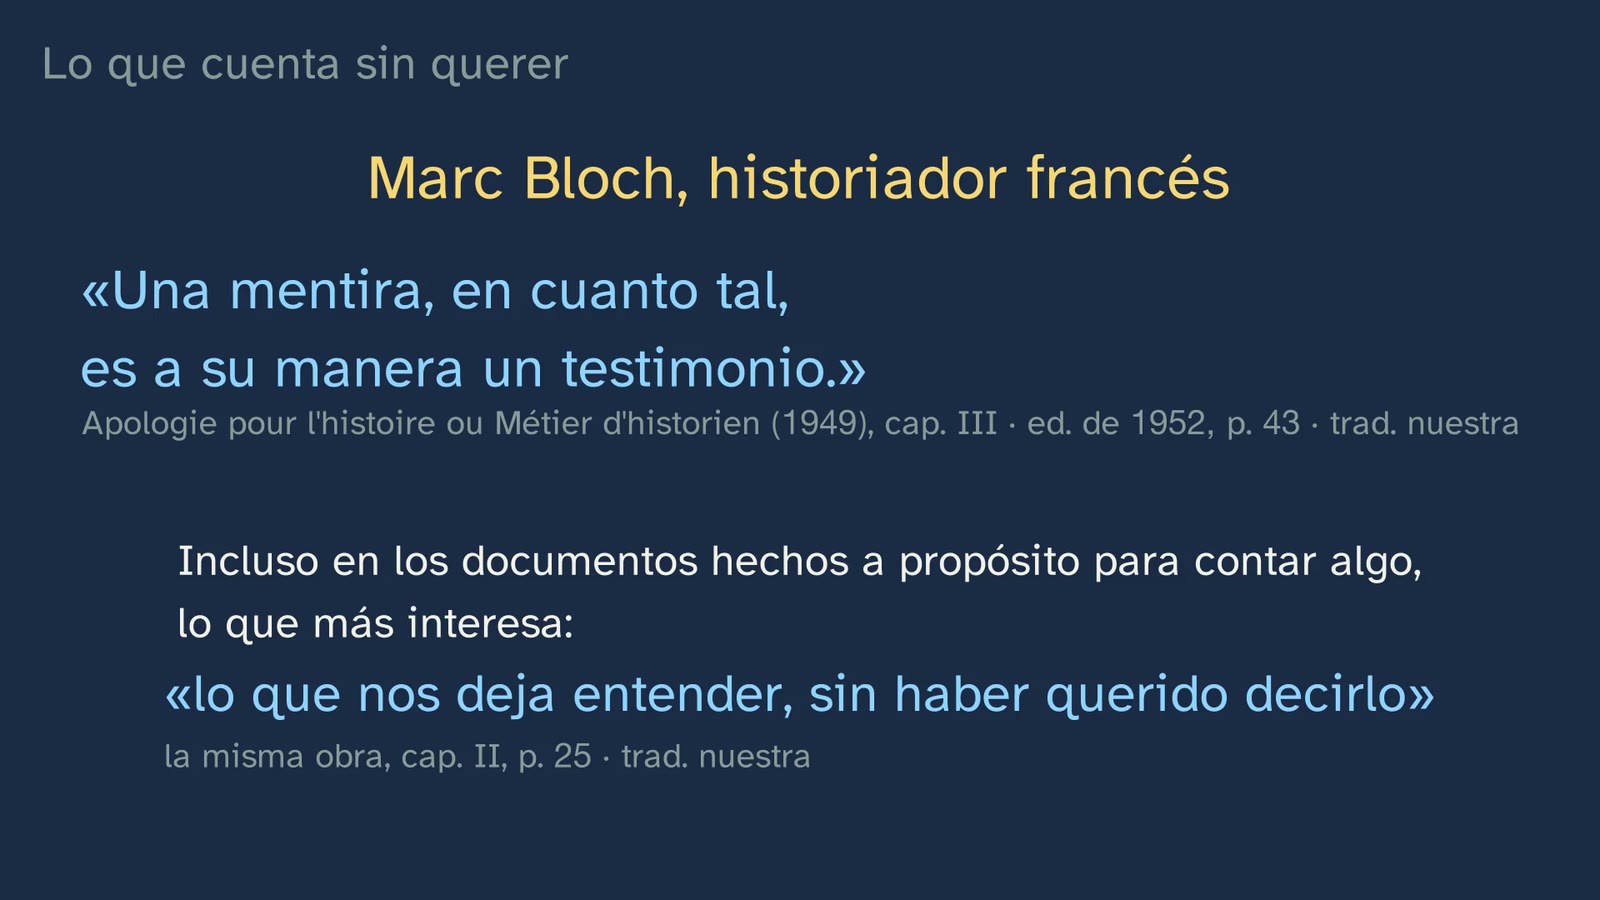 Lo que cuenta sin querer
Marc Bloch, historiador francés
«Una mentira, en cuanto tal,
es a su manera un testimonio.»
Apologie pour l'histoire ou Métier d'historien (1949), cap. III · ed. de 1952, p. 43 · trad. nuestra
Incluso en los documentos hechos a propósito para contar algo,
lo que más interesa:
«lo que nos deja entender, sin haber querido decirlo»
la misma obra, cap. II, p. 25 · trad. nuestra